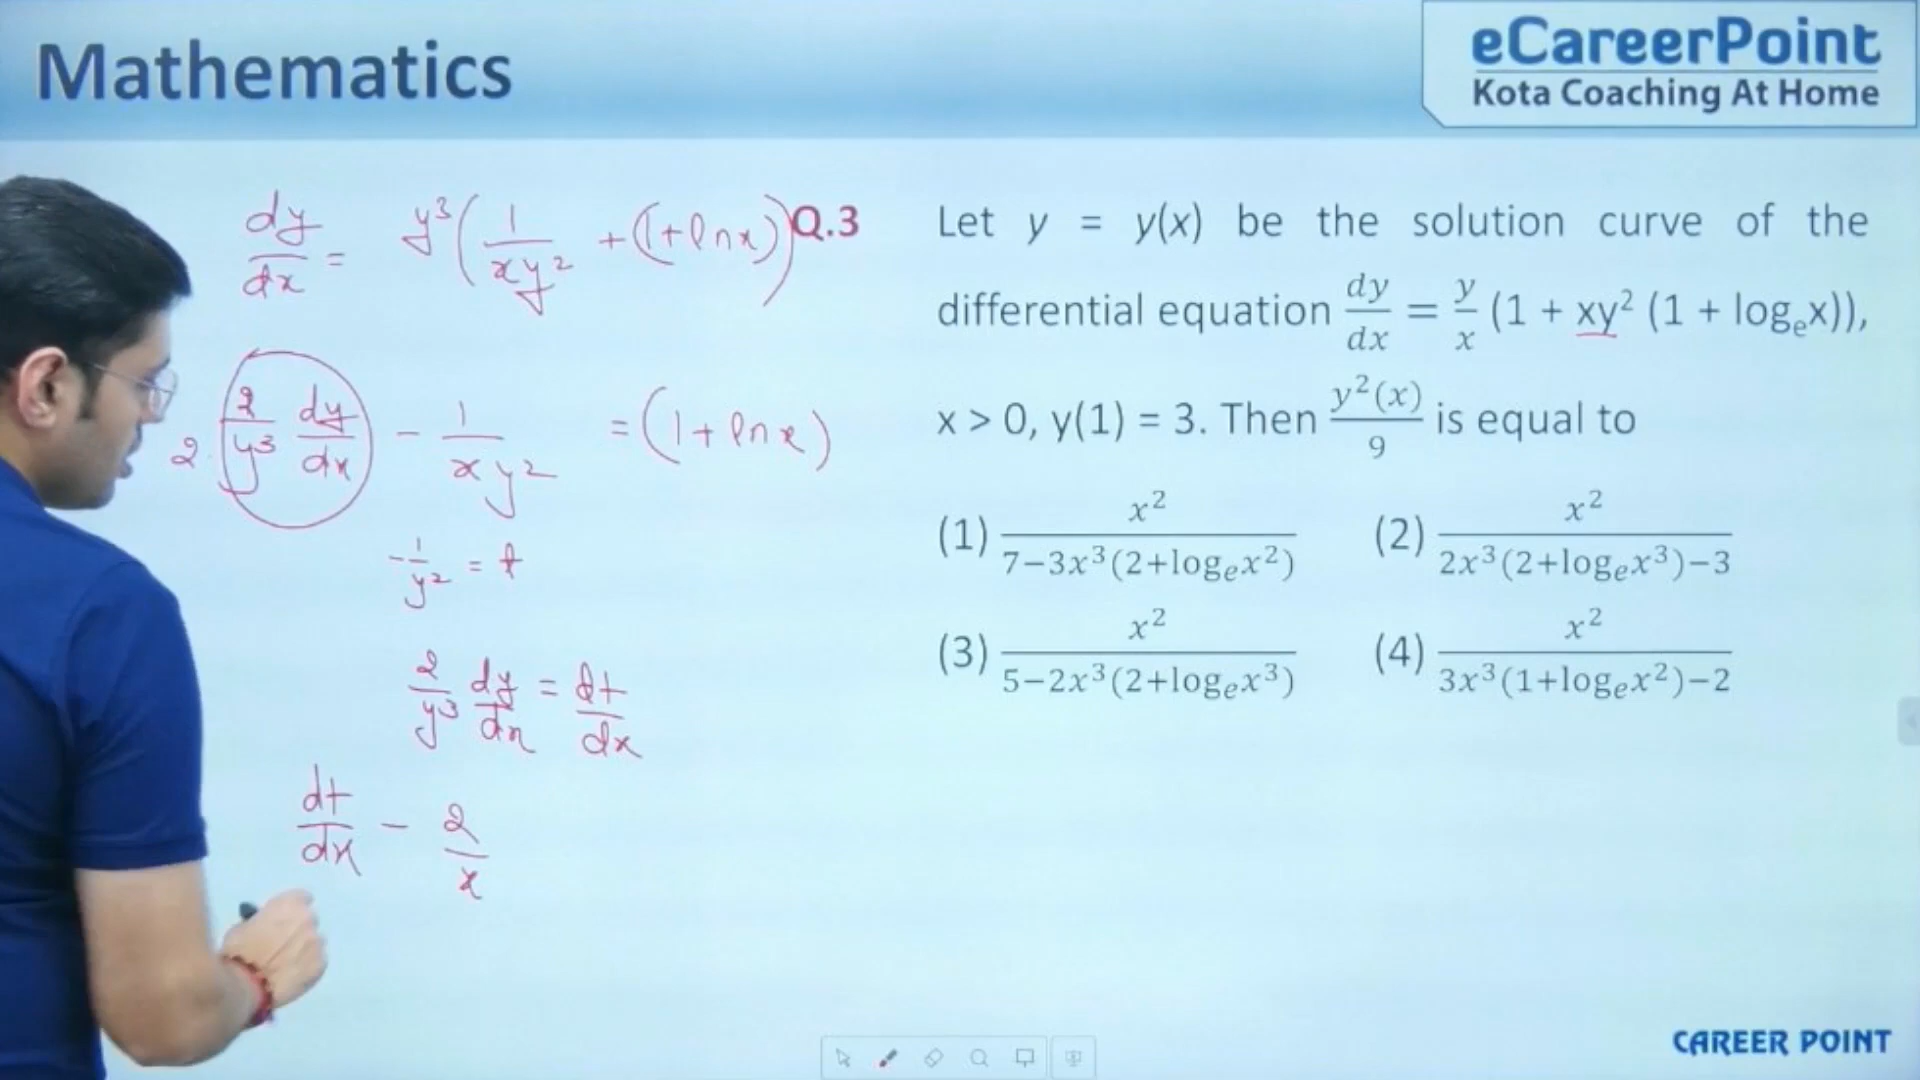 Mathematics
eCareerPoint
Kota Coaching At Home
dy/dx = y³(1/xy² + (1+lnx))
2. 2/y³ dy/dx − 1/xy² = (1+lnx)
−1/y² = t
2/y³ dy/dx = dt/dx
dt/dx − 2/x
Q.3 Let y = y(x) be the solution curve of the
differential equation dy/dx = y/x (1 + xy² (1 + logₑx)),
x > 0, y(1) = 3. Then y²(x)/9 is equal to
(1) x²/7−3x³(2+logₑx²) (2) x²/2x³(2+logₑx³)−3
(3) x²/5−2x³(2+logₑx³) (4) x²/3x³(1+logₑx²)−2
CAREER POINT